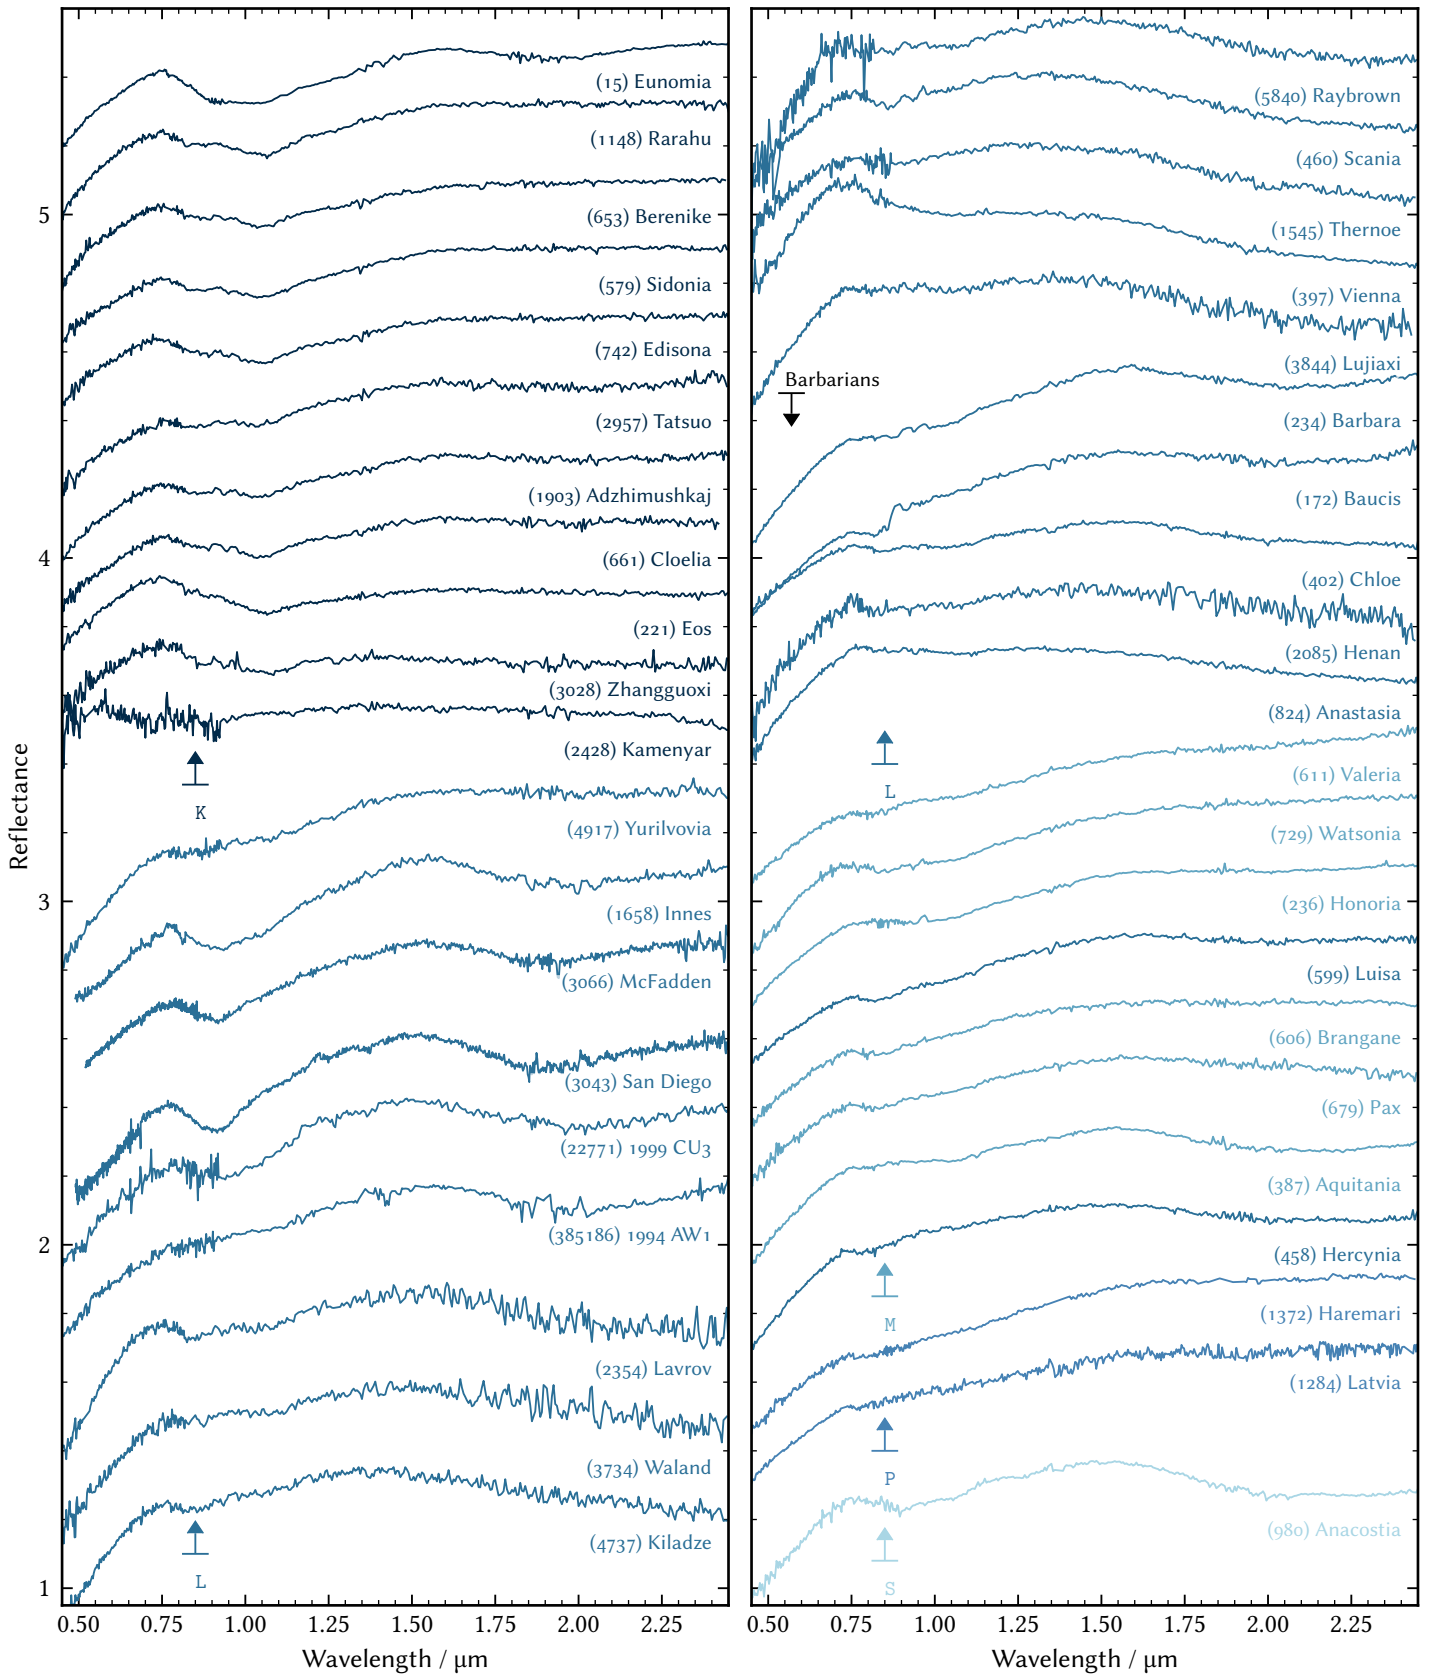 Reflectance
5
4
3
2
1
(15) Eunomia
(1148) Rarahu
(653) Berenike
(579) Sidonia
(742) Edisona
(2957) Tatsuo
(1903) Adzhimushkaj
(661) Cloelia
(221) Eos
(3028) Zhangguoxi
(2428) Kamenyar
K
(4917) Yurilvovia
(1658) Innes
(3066) McFadden
(3043) San Diego
(22771) 1999 CU3
(385186) 1994 AW1
(2354) Lavrov
(3734) Waland
(4737) Kiladze
L
0.50 0.75 1.00 1.25 1.50 1.75 2.00 2.25
Wavelength / μm
(5840) Raybrown
(460) Scania
(1545) Thernoe
(397) Vienna
(3844) Lujiaxi
Barbarians
(234) Barbara
(172) Baucis
(402) Chloe
(2085) Henan
(824) Anastasia
L
(611) Valeria
(729) Watsonia
(236) Honoria
(599) Luisa
(606) Brangane
(679) Pax
(387) Aquitania
(458) Hercynia
M
(1372) Haremari
(1284) Latvia
P
(980) Anacostia
S
0.50 0.75 1.00 1.25 1.50 1.75 2.00 2.25
Wavelength / μm